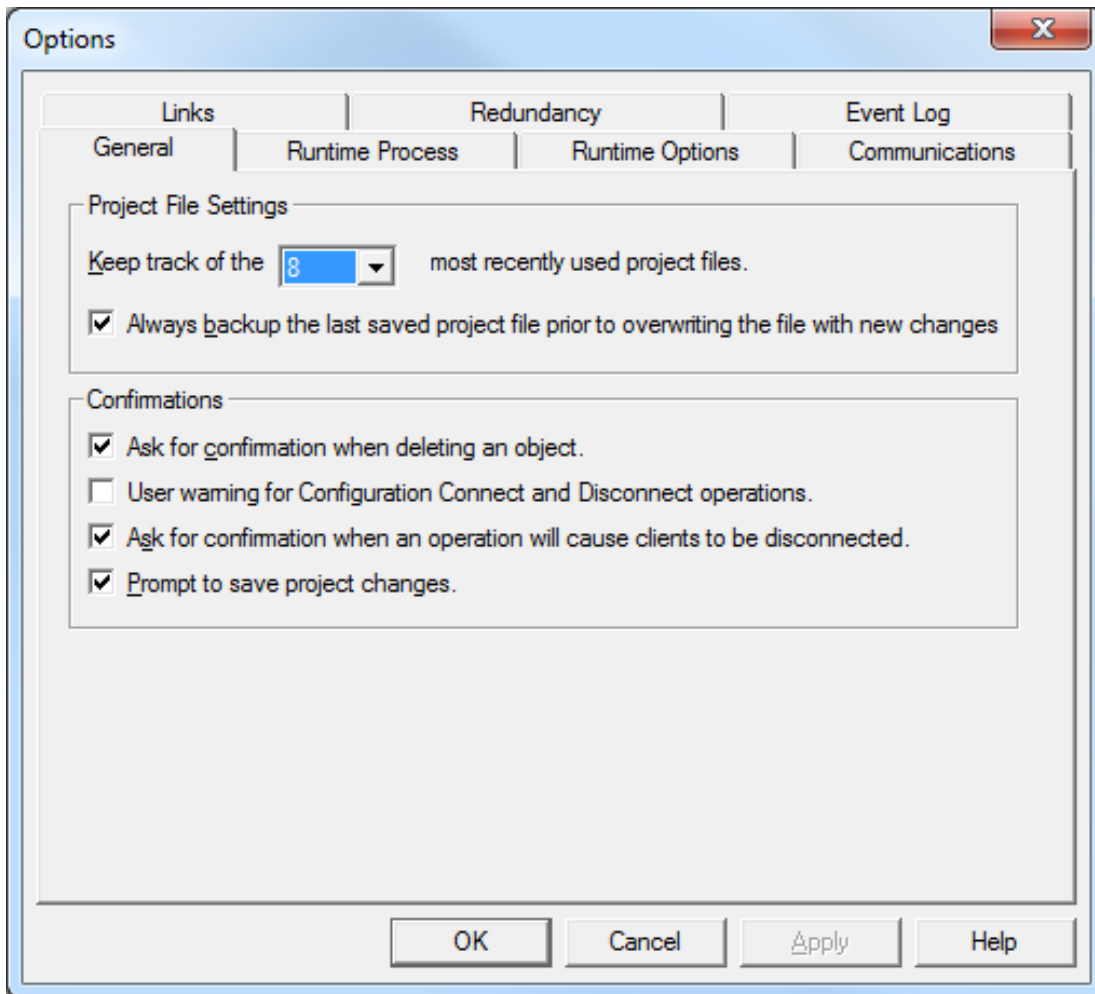 Options
X
Links Redundancy Event Log
General Runtime Process Runtime Options Communications
Project File Settings
Keep track of the 8 most recently used project files.
Always backup the last saved project file prior to overwriting the file with new changes
Confirmations
Ask for confirmation when deleting an object.
User warning for Configuration Connect and Disconnect operations.
Ask for confirmation when an operation will cause clients to be disconnected.
Prompt to save project changes.
OK Cancel Apply Help